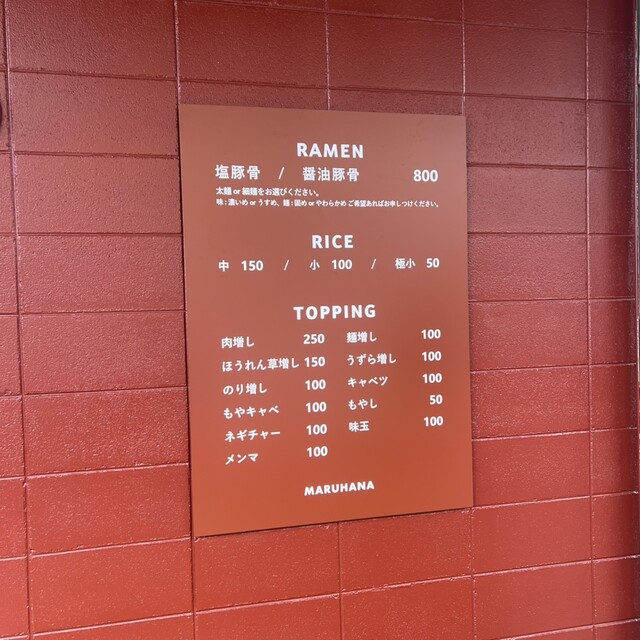 RAMEN
塩豚骨 / 醤油豚骨 800
太麺 or 細麺をお選びください。
味 : 濃いめ or うすめ、麺 : 固め or やわらかめ ご希望あればお申しつけください。
RICE
中 150 / 小 100 / 極小 50
TOPPING
肉増し 250 麺増し 100
ほうれん草増し 150 うずら増し 100
のり増し 100 キャベツ 100
もやキャベ 100 もやし 50
ネギチャー 100 味玉 100
メンマ 100
MARUHANA